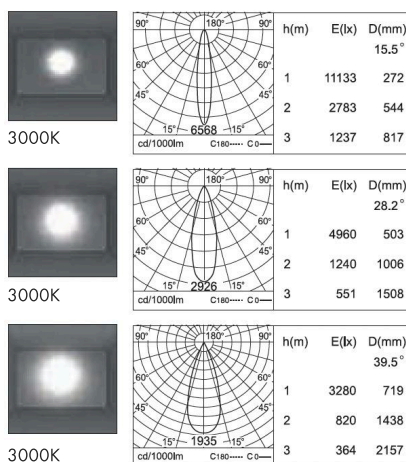 90° 180° 90°
60° 60°
45° 45°
15° 6568 15°
cd/1000lm C180----- C0—
h(m) E(lx) D(mm)
15.5°
1 11133 272
2 2783 544
3 1237 817
3000K
90° 180° 90°
60° 60°
45° 45°
15° 2926 15°
cd/1000lm C180----- C0—
h(m) E(lx) D(mm)
28.2°
1 4960 503
2 1240 1006
3 551 1508
3000K
90° 180° 90°
60° 60°
45° 45°
15° 1935 15°
cd/1000lm C180----- C0—
h(m) E(lx) D(mm)
39.5°
1 3280 719
2 820 1438
3 364 2157
3000K